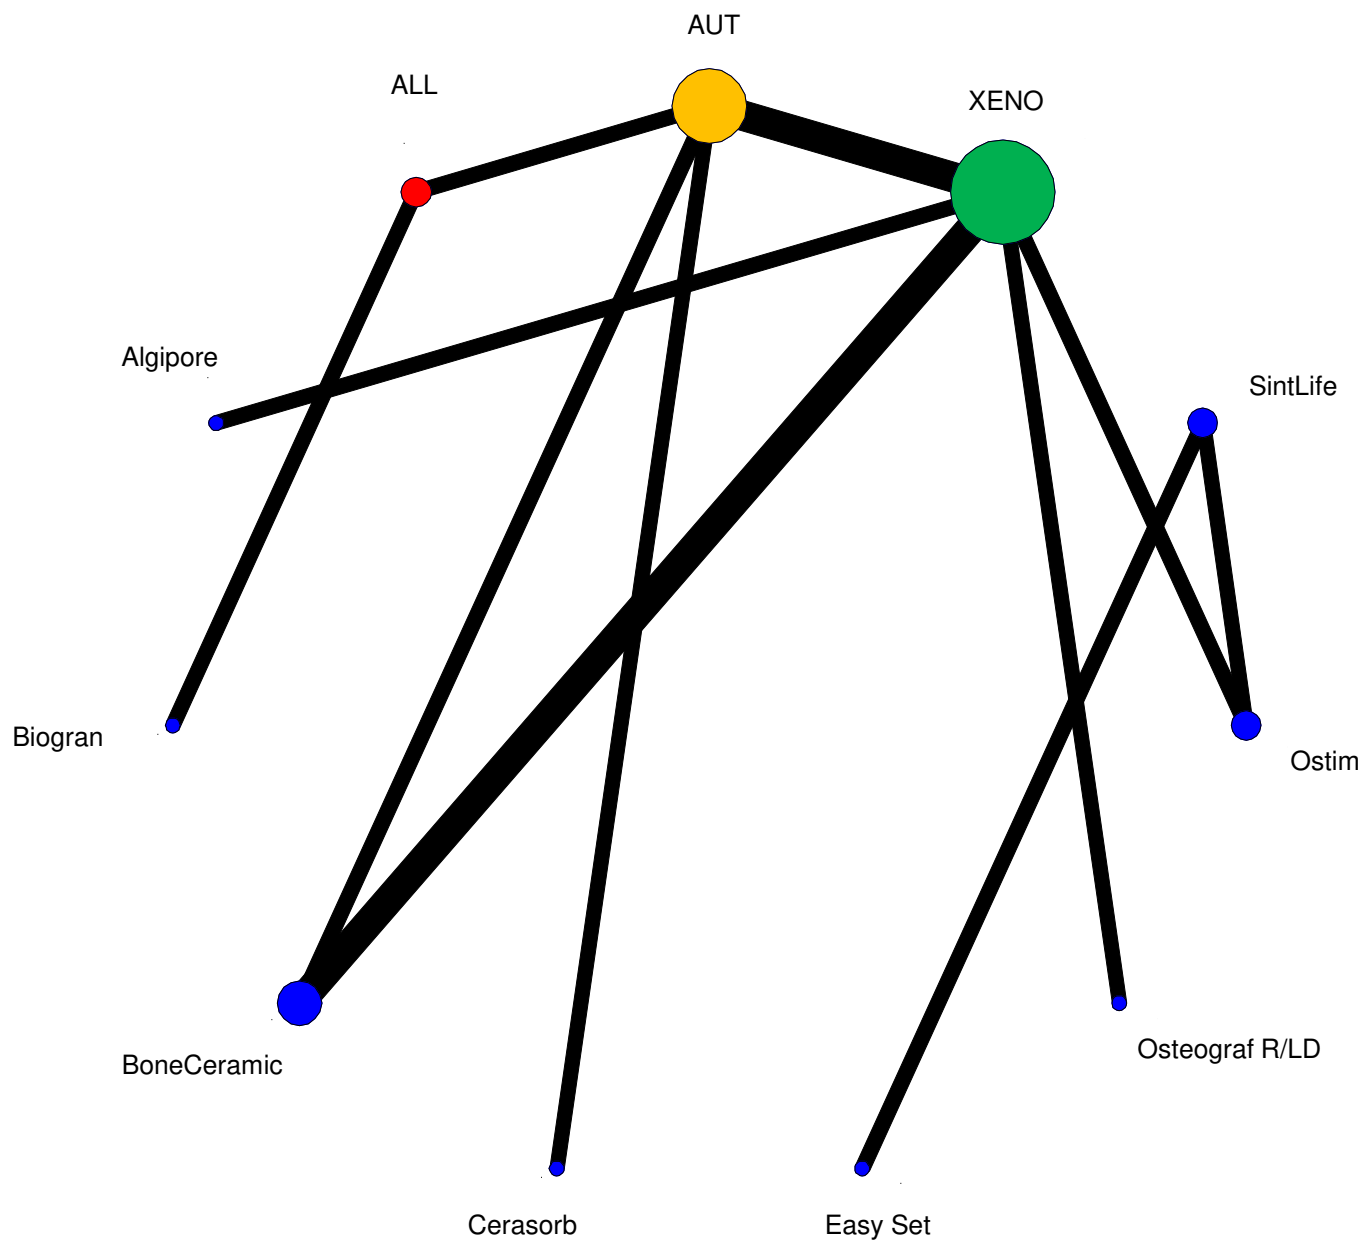 AUT
ALL
XENO
Algipore
SintLife
Biogran
Ostim
BoneCeramic
Osteograf R/LD
Cerasorb
Easy Set